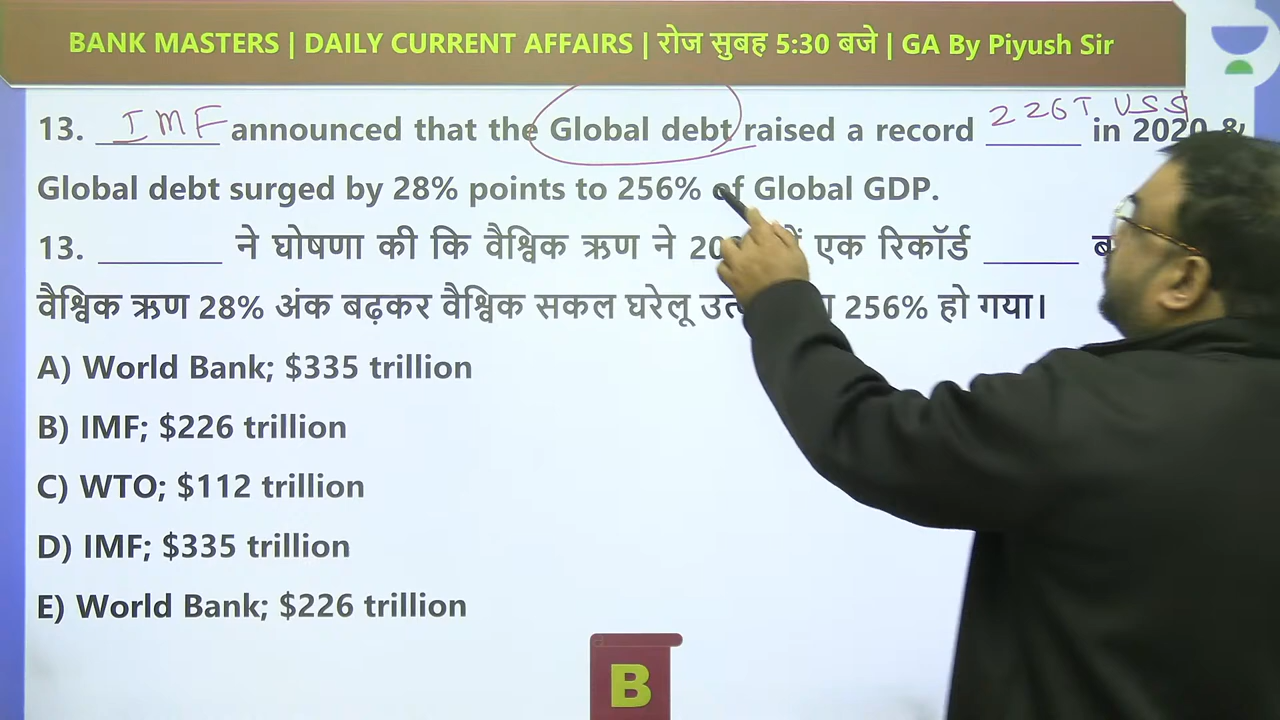 BANK MASTERS | DAILY CURRENT AFFAIRS | रोज सुबह 5:30 बजे | GA By Piyush Sir
13. IMF announced that the Global debt raised a record 226T US$ in 2020 &
Global debt surged by 28% points to 256% of Global GDP.
13. ______ ने घोषणा की कि वैश्विक ऋण ने में एक रिकॉर्ड ______
वैश्विक ऋण 28% अंक बढ़कर वैश्विक सकल घरेलू 256% हो गया।
A) World Bank; $335 trillion
B) IMF; $226 trillion
C) WTO; $112 trillion
D) IMF; $335 trillion
E) World Bank; $226 trillion
B